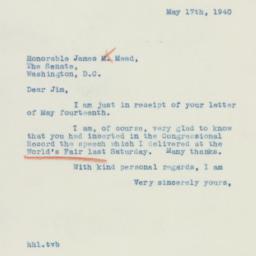 May 17th, 1940
Honorable James M. Mead,
The Senate,
Washington, D.C.
Dear Jim,
I am just in receipt of your letter
of May fourteenth.
I am, of course, very glad to know
that you had inserted in the Congressional
Record the speech which I delivered at the
World's Fair last Saturday. Many thanks.
With kind personal regards, I am
Very sincerely yours,
hhl.tvb